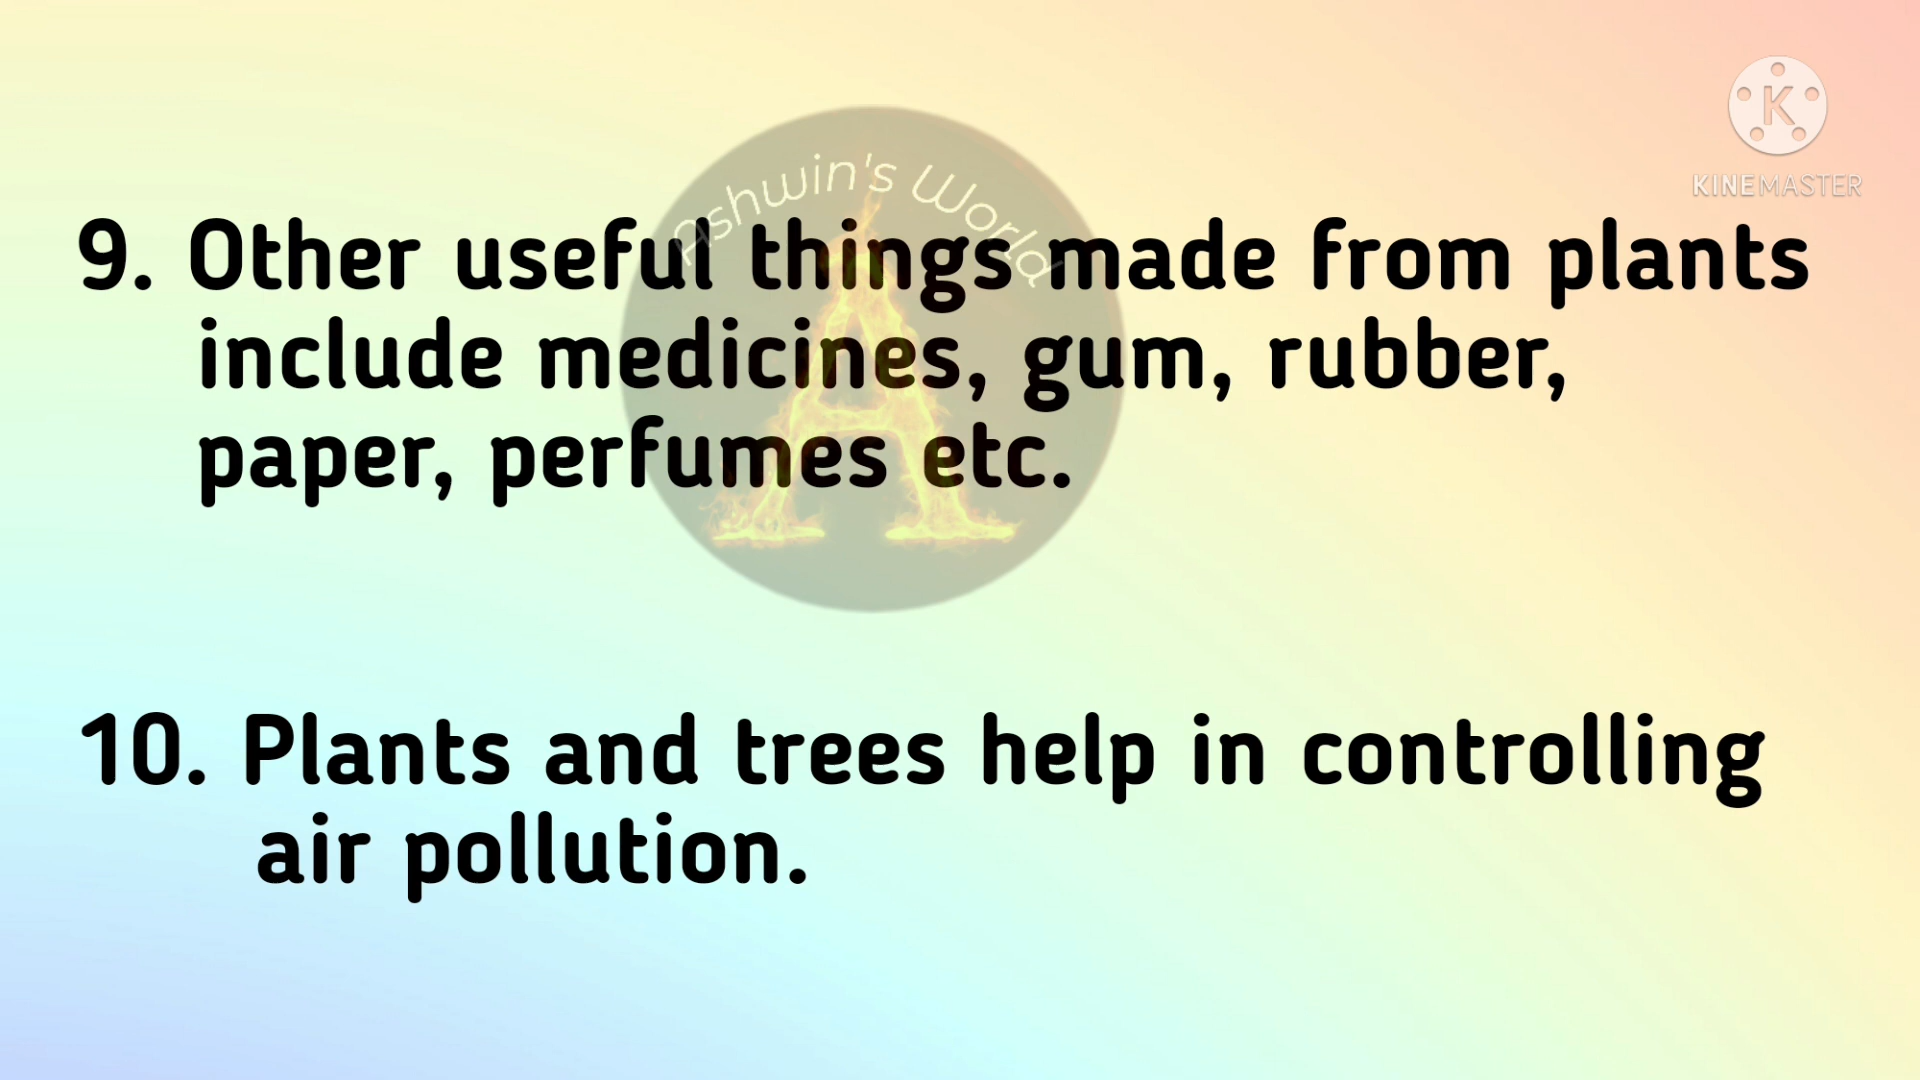 Ashwin's World
K
KINEMASTER
9. Other useful things made from plants
include medicines, gum, rubber,
paper, perfumes etc.
A
10. Plants and trees help in controlling
air pollution.